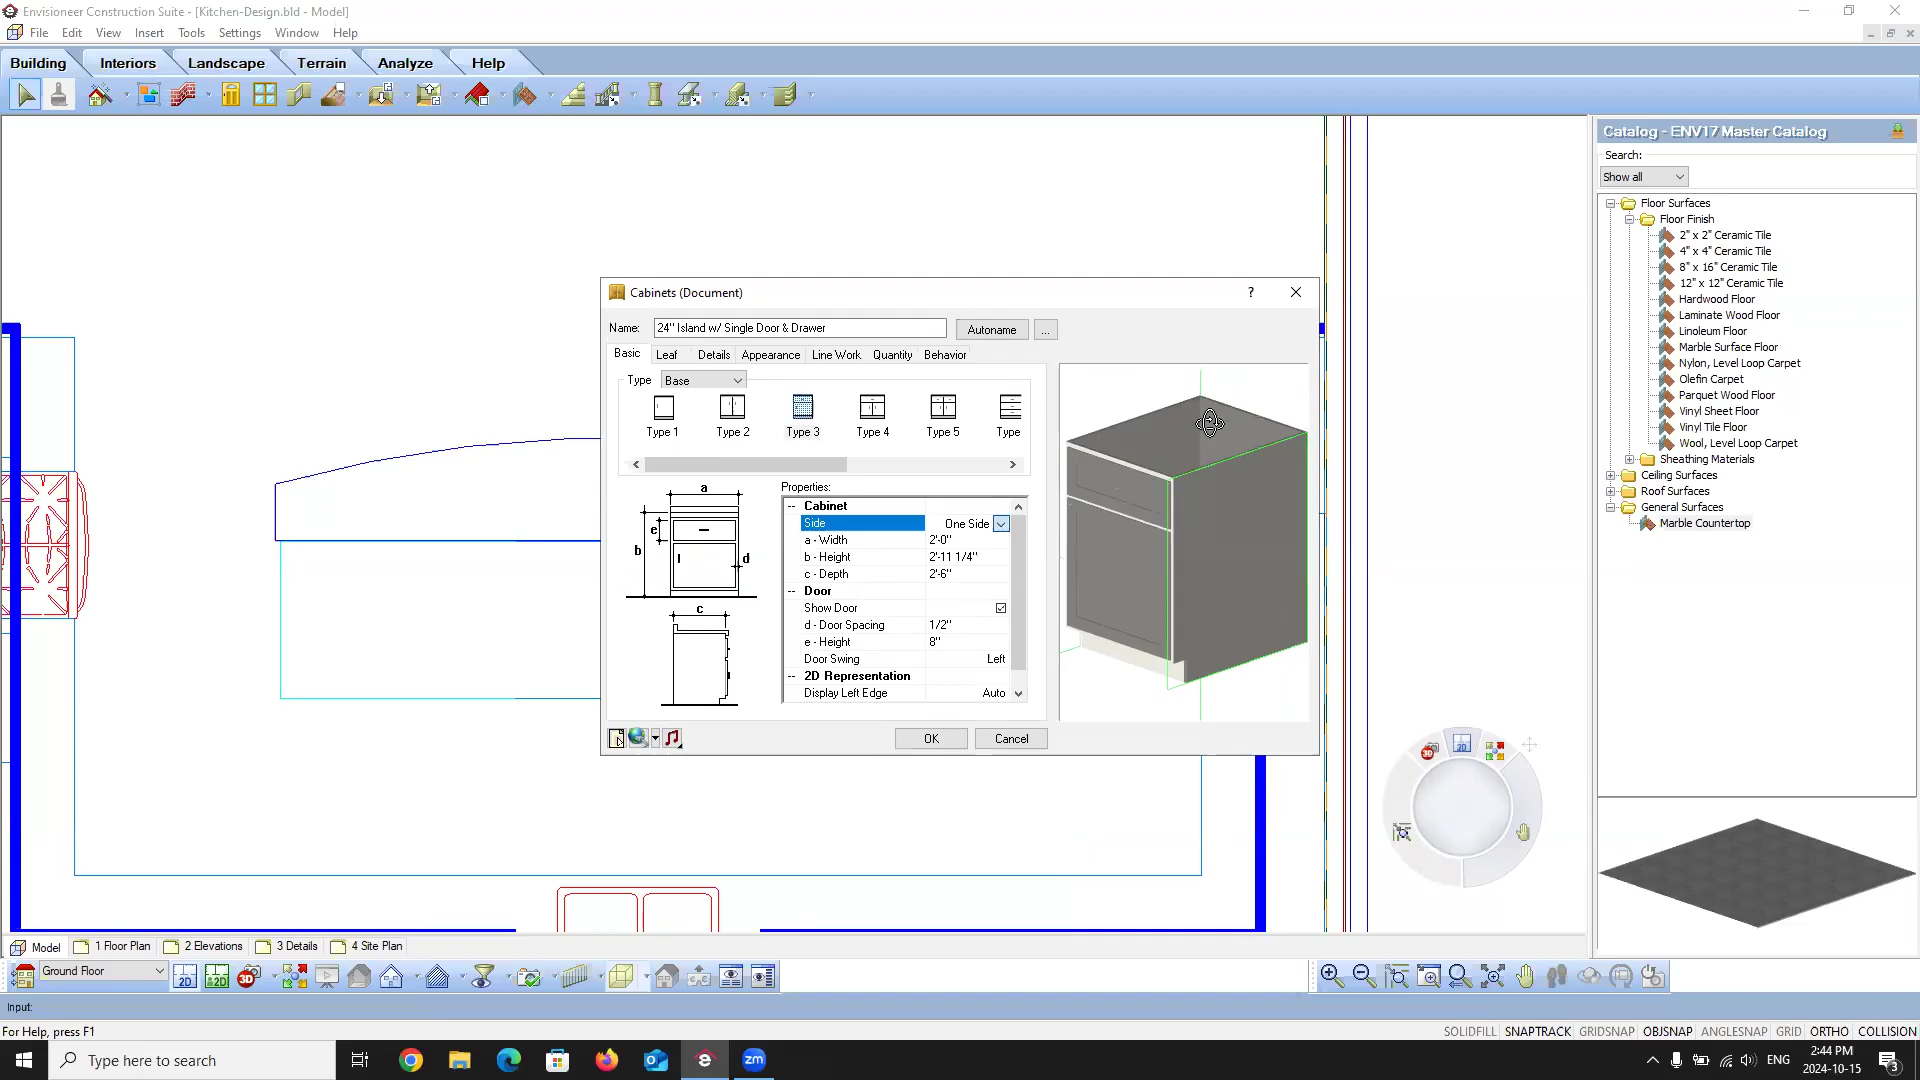 Envisioneer Construction Suite - [Kitchen-Design.bld - Model]
File Edit View Insert Tools Settings Window Help
Building Interiors Landscape Terrain Analyze Help
Catalog - ENV17 Master Catalog
Search:
Show all
Floor Surfaces
Floor Finish
2" x 2" Ceramic Tile
4" x 4" Ceramic Tile
8" x 16" Ceramic Tile
12" x 12" Ceramic Tile
Hardwood Floor
Laminate Wood Floor
Linoleum Floor
Marble Surface Floor
Nylon, Level Loop Carpet
Olefin Carpet
Parquet Wood Floor
Vinyl Sheet Floor
Vinyl Tile Floor
Wool, Level Loop Carpet
Sheathing Materials
Ceiling Surfaces
Roof Surfaces
General Surfaces
Marble Countertop
Cabinets (Document)
?
Name: 24" Island w/ Single Door & Drawer Autoname ...
Basic Leaf Details Appearance Line Work Quantity Behavior
Type Base
Type 1 Type 2 Type 3 Type 4 Type 5 Type
Properties:
Cabinet
Side One Side
a - Width 2'-0"
b - Height 2'-11 1/4"
c - Depth 2'-6"
Door
Show Door
d - Door Spacing 1/2"
e - Height 8"
Door Swing Left
2D Representation
Display Left Edge Auto
a
e
b
d
c
OK Cancel
3D 2D
Model 1 Floor Plan 2 Elevations 3 Details 4 Site Plan
Ground Floor 2D 2D 3D
Input:
For Help, press F1
SOLIDFILL SNAPTRACK GRIDSNAP OBJSNAP ANGLESNAP GRID ORTHO COLLISION
Type here to search
zm
ENG
2:44 PM
2024-10-15
3